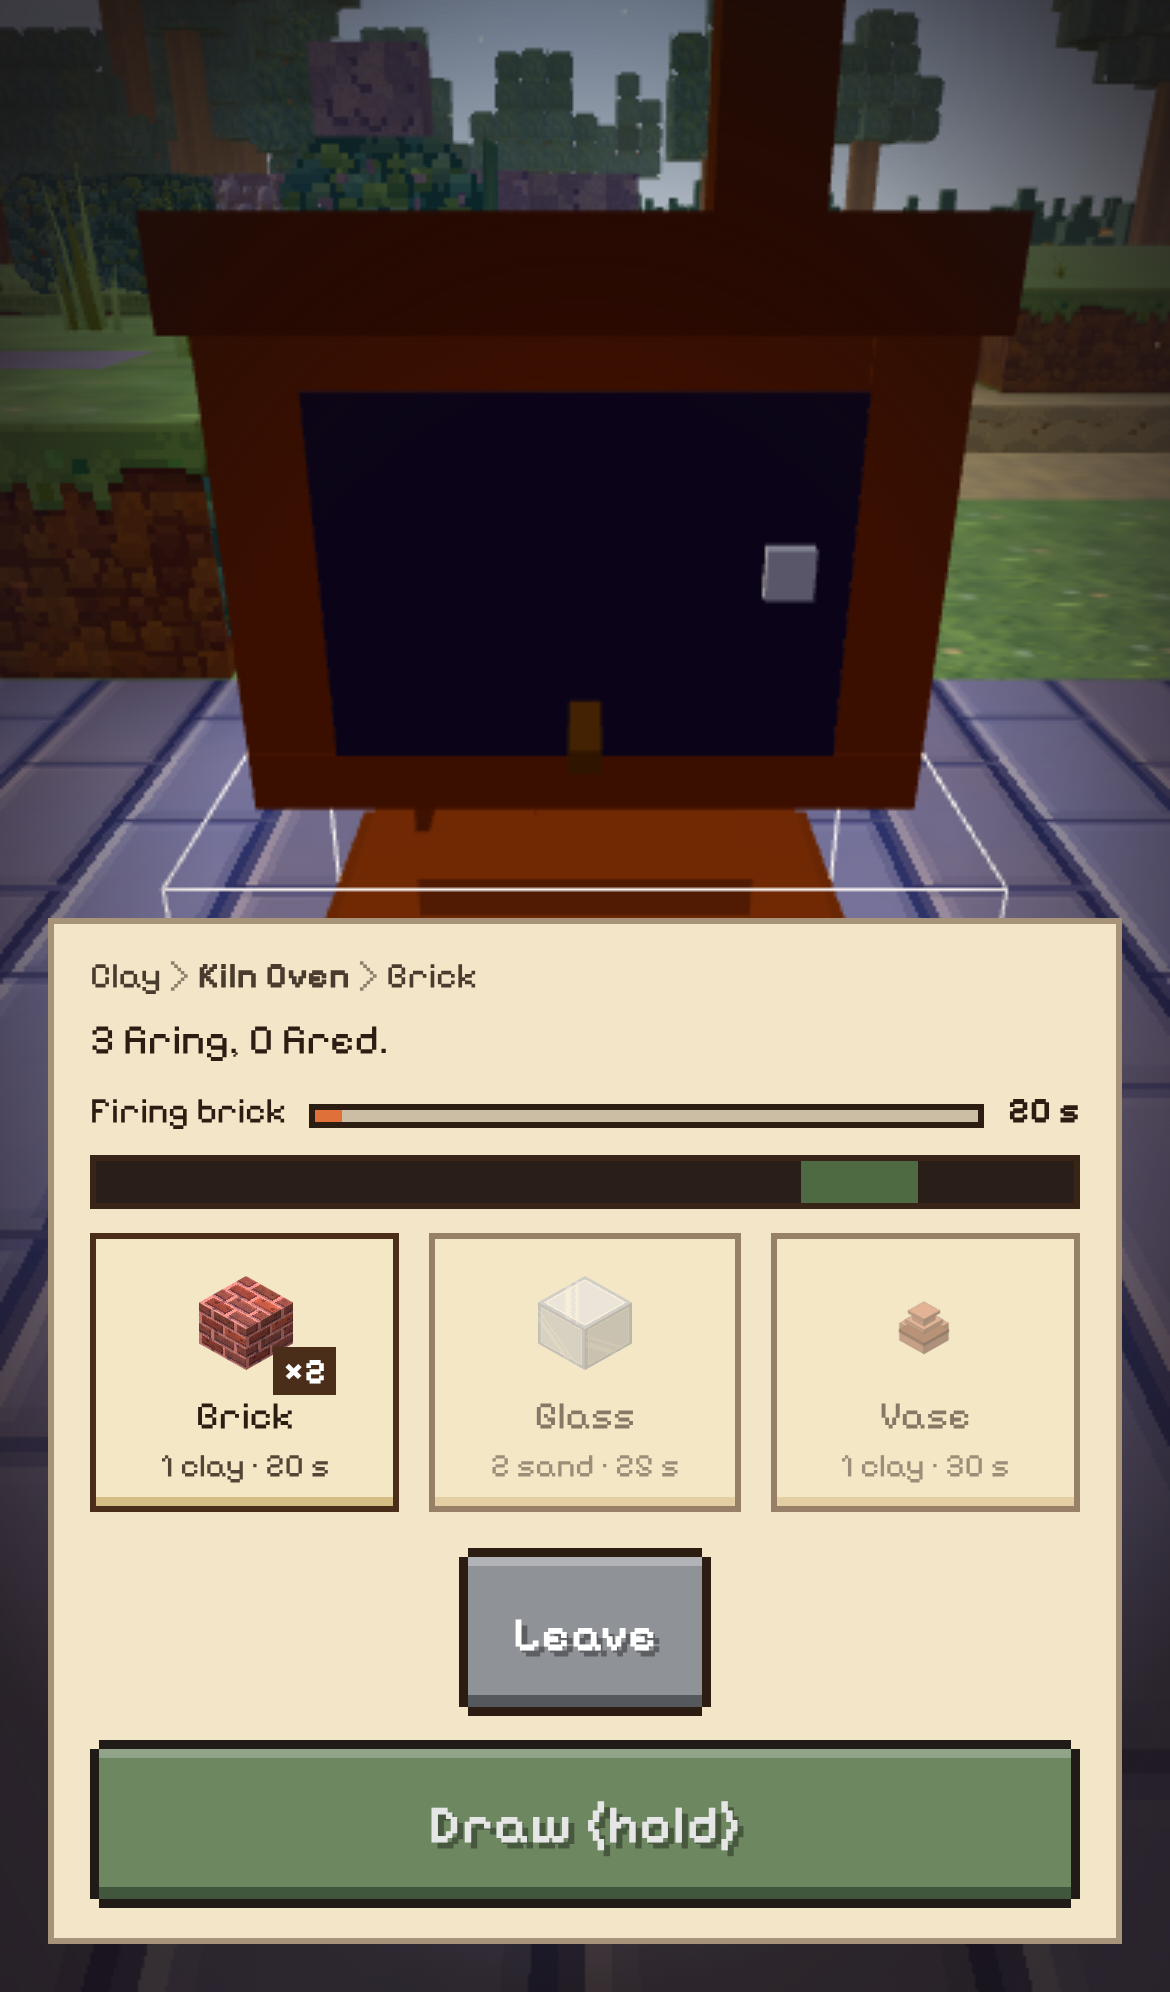 Clay > Kiln Oven > Brick
3 firing, 0 fired.
Firing brick 20 s
×2
Brick
1 clay · 20 s
Glass
2 sand · 25 s
Vase
1 clay · 30 s
Leave
Draw (hold)